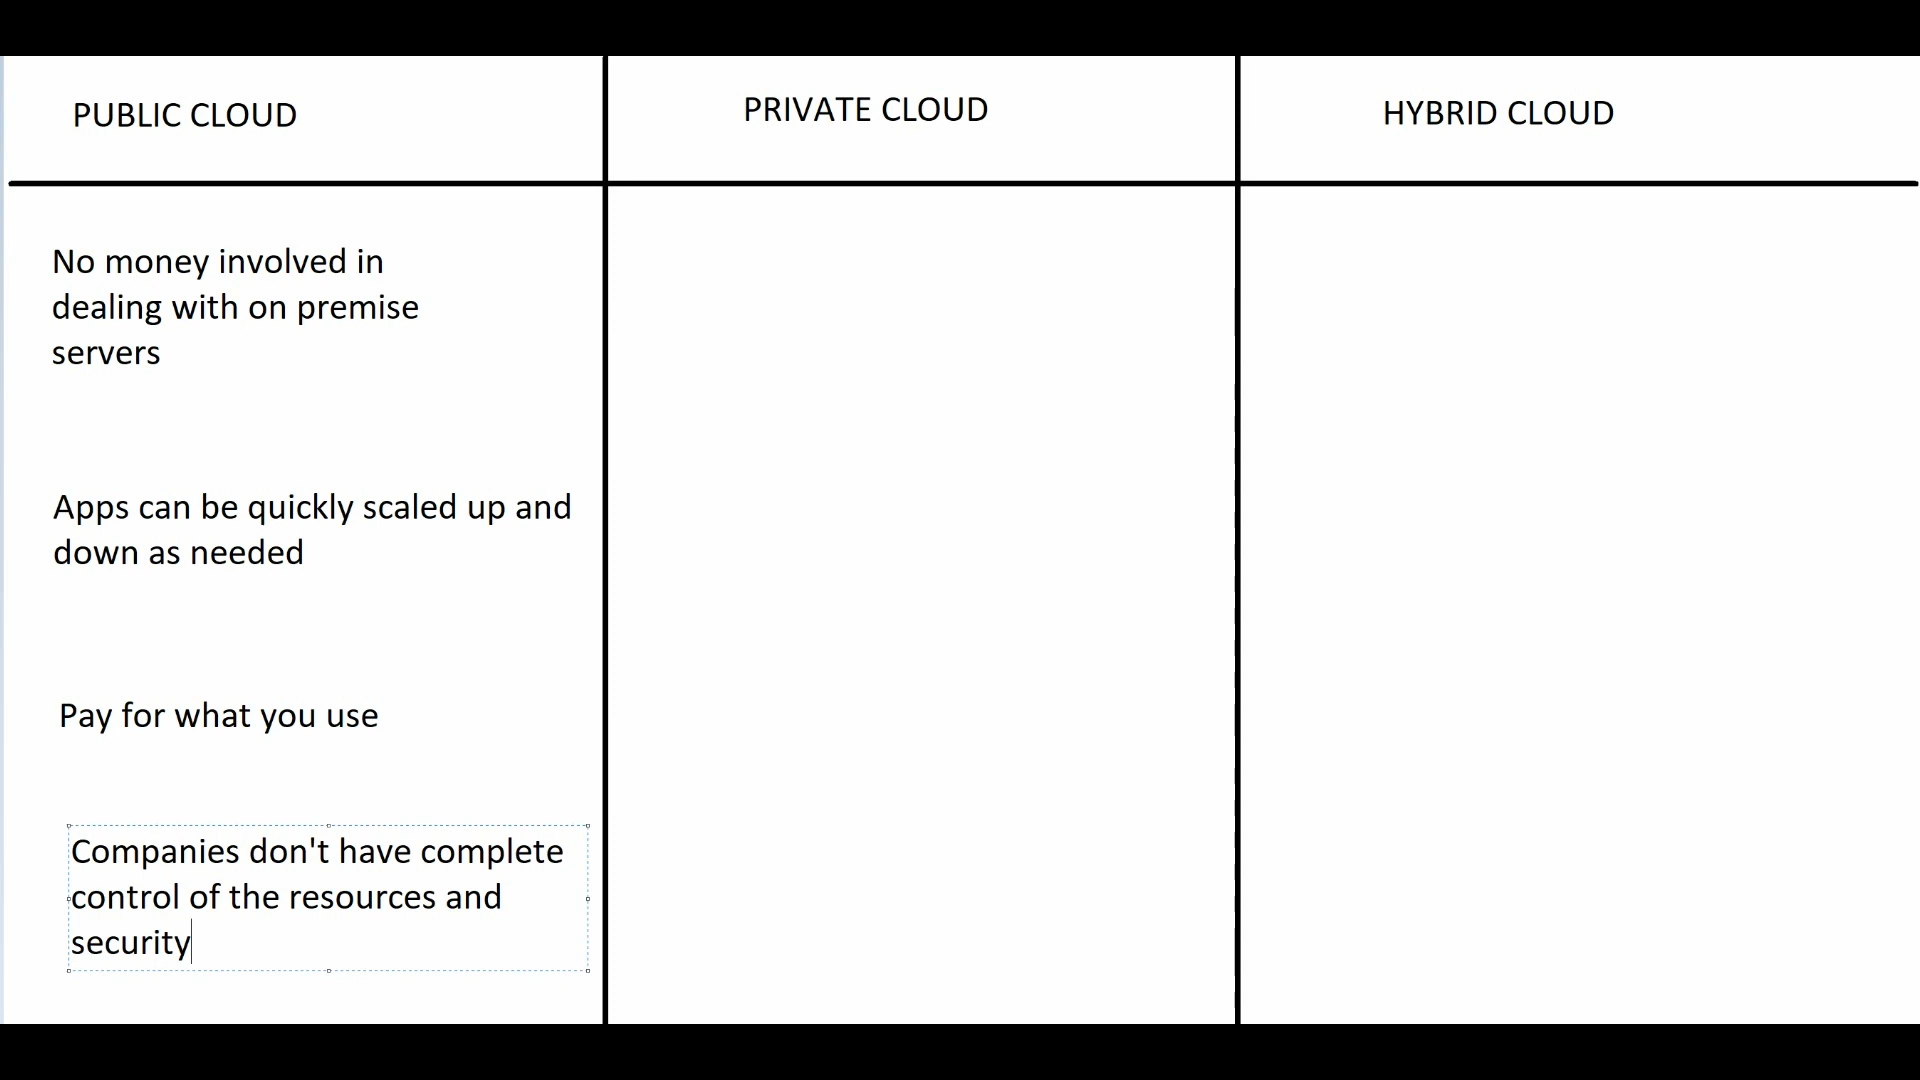 PUBLIC CLOUD
PRIVATE CLOUD
HYBRID CLOUD
No money involved in
dealing with on premise
servers
Apps can be quickly scaled up and
down as needed
Pay for what you use
Companies don't have complete
control of the resources and
security